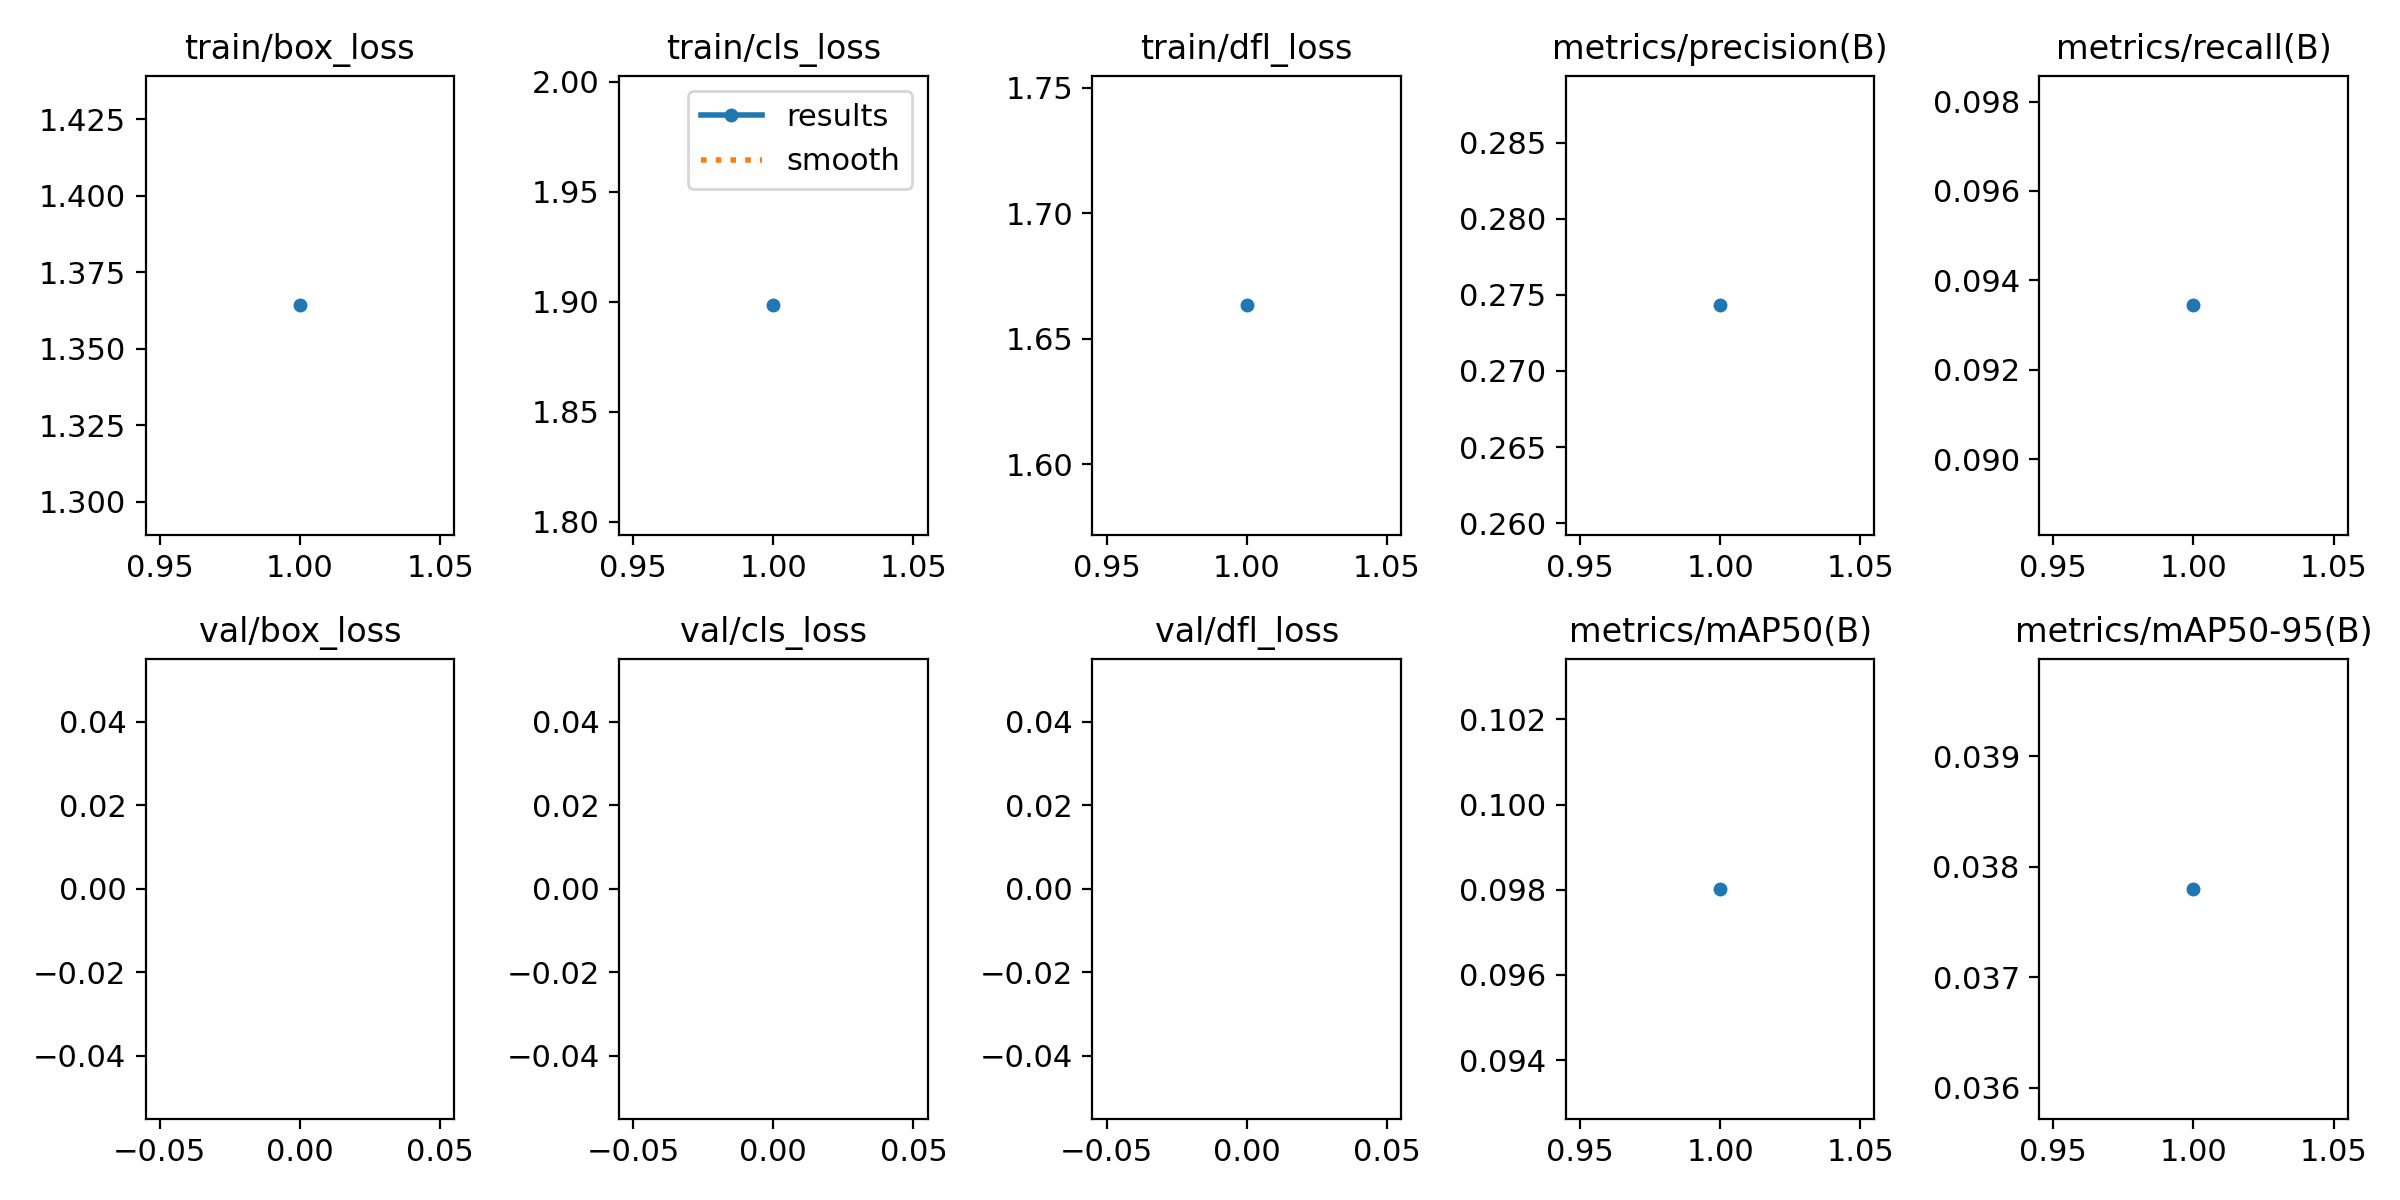 train/box_loss
1.425
1.400
1.375
1.350
1.325
1.300
0.95 1.00 1.05
train/cls_loss
results
smooth
2.00
1.95
1.90
1.85
1.80
0.95 1.00 1.05
train/dfl_loss
1.75
1.70
1.65
1.60
0.95 1.00 1.05
metrics/precision(B)
0.285
0.280
0.275
0.270
0.265
0.260
0.95 1.00 1.05
metrics/recall(B)
0.098
0.096
0.094
0.092
0.090
0.95 1.00 1.05
val/box_loss
0.04
0.02
0.00
−0.02
−0.04
−0.05 0.00 0.05
val/cls_loss
0.04
0.02
0.00
−0.02
−0.04
−0.05 0.00 0.05
val/dfl_loss
0.04
0.02
0.00
−0.02
−0.04
−0.05 0.00 0.05
metrics/mAP50(B)
0.102
0.100
0.098
0.096
0.094
0.95 1.00 1.05
metrics/mAP50-95(B)
0.039
0.038
0.037
0.036
0.95 1.00 1.05